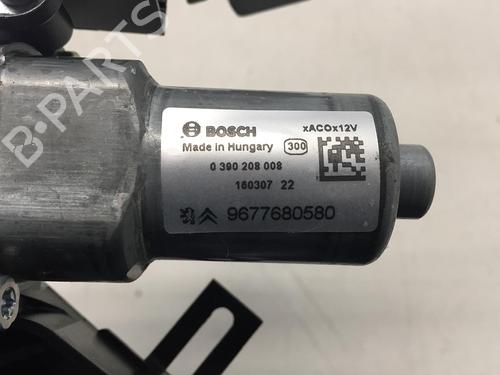 B-PARTS
BOSCH
xACOx12V
Made in Hungary
300
0 390 208 008
160307 22
9677680580